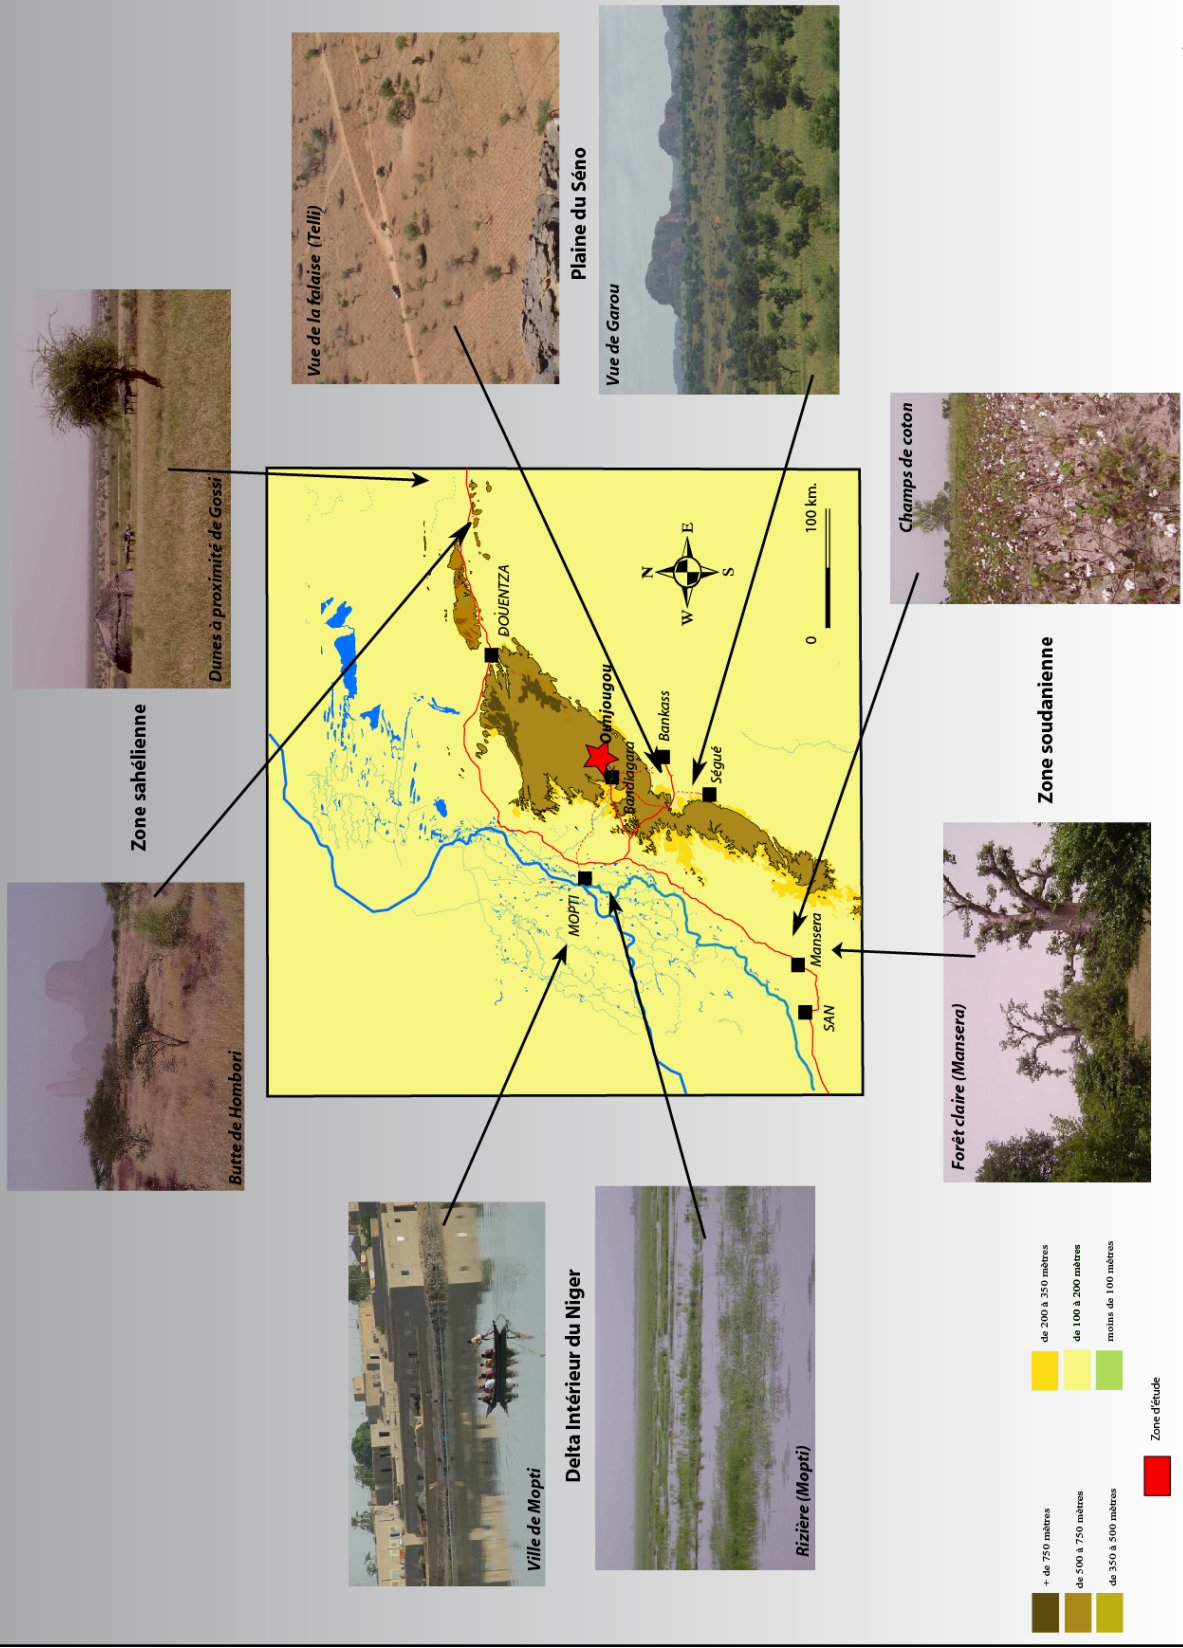 Zone sahélienne
Butte de Hombori
Dunes à proximité de Gossi
Ville de Mopti
Delta Intérieur du Niger
Rizière (Mopti)
Vue de la falaise (Telli)
Plaine du Séno
Vue de Garou
DOUENTZA
Ounjougou
Bandiagara
Bankass
Ségué
MOPTI
Mansera
SAN
N
W
E
S
0
100 km.
Forêt claire (Mansera)
Zone soudanienne
Champs de coton
+ de 750 mètres
de 500 à 750 mètres
de 350 à 500 mètres
de 200 à 350 mètres
de 100 à 200 mètres
moins de 100 mètres
Zone d'étude